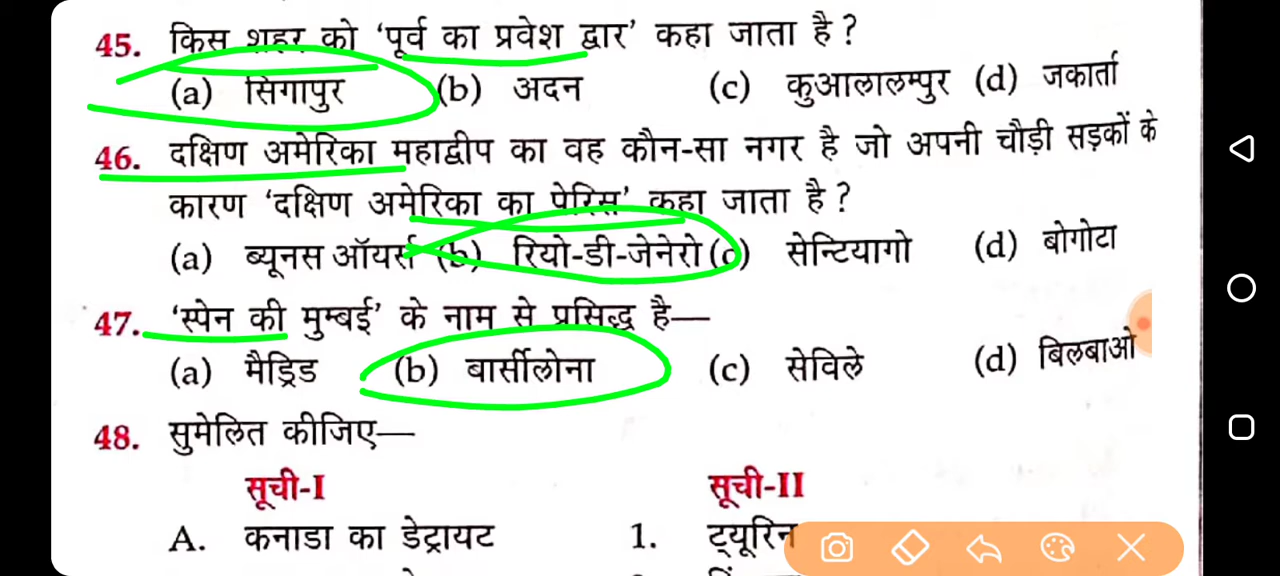 45. किस शहर को ‘पूर्व का प्रवेश द्वार’ कहा जाता है ?
(a) सिंगापुर (b) अदन (c) कुआलालम्पुर (d) जकार्ता
46. दक्षिण अमेरिका महाद्वीप का वह कौन-सा नगर है जो अपनी चौड़ी सड़कों के
कारण ‘दक्षिण अमेरिका का पेरिस’ कहा जाता है ?
(a) ब्यूनस ऑयर्स (b) रियो-डी-जेनेरो (c) सेन्टियागो (d) बोगोटा
47. ‘स्पेन की मुम्बई’ के नाम से प्रसिद्ध है—
(a) मैड्रिड (b) बार्सीलोना (c) सेविले (d) बिलबाओ
48. सुमेलित कीजिए—
सूची-I सूची-II
A. कनाडा का डेट्रायट 1. ट्यूरिन